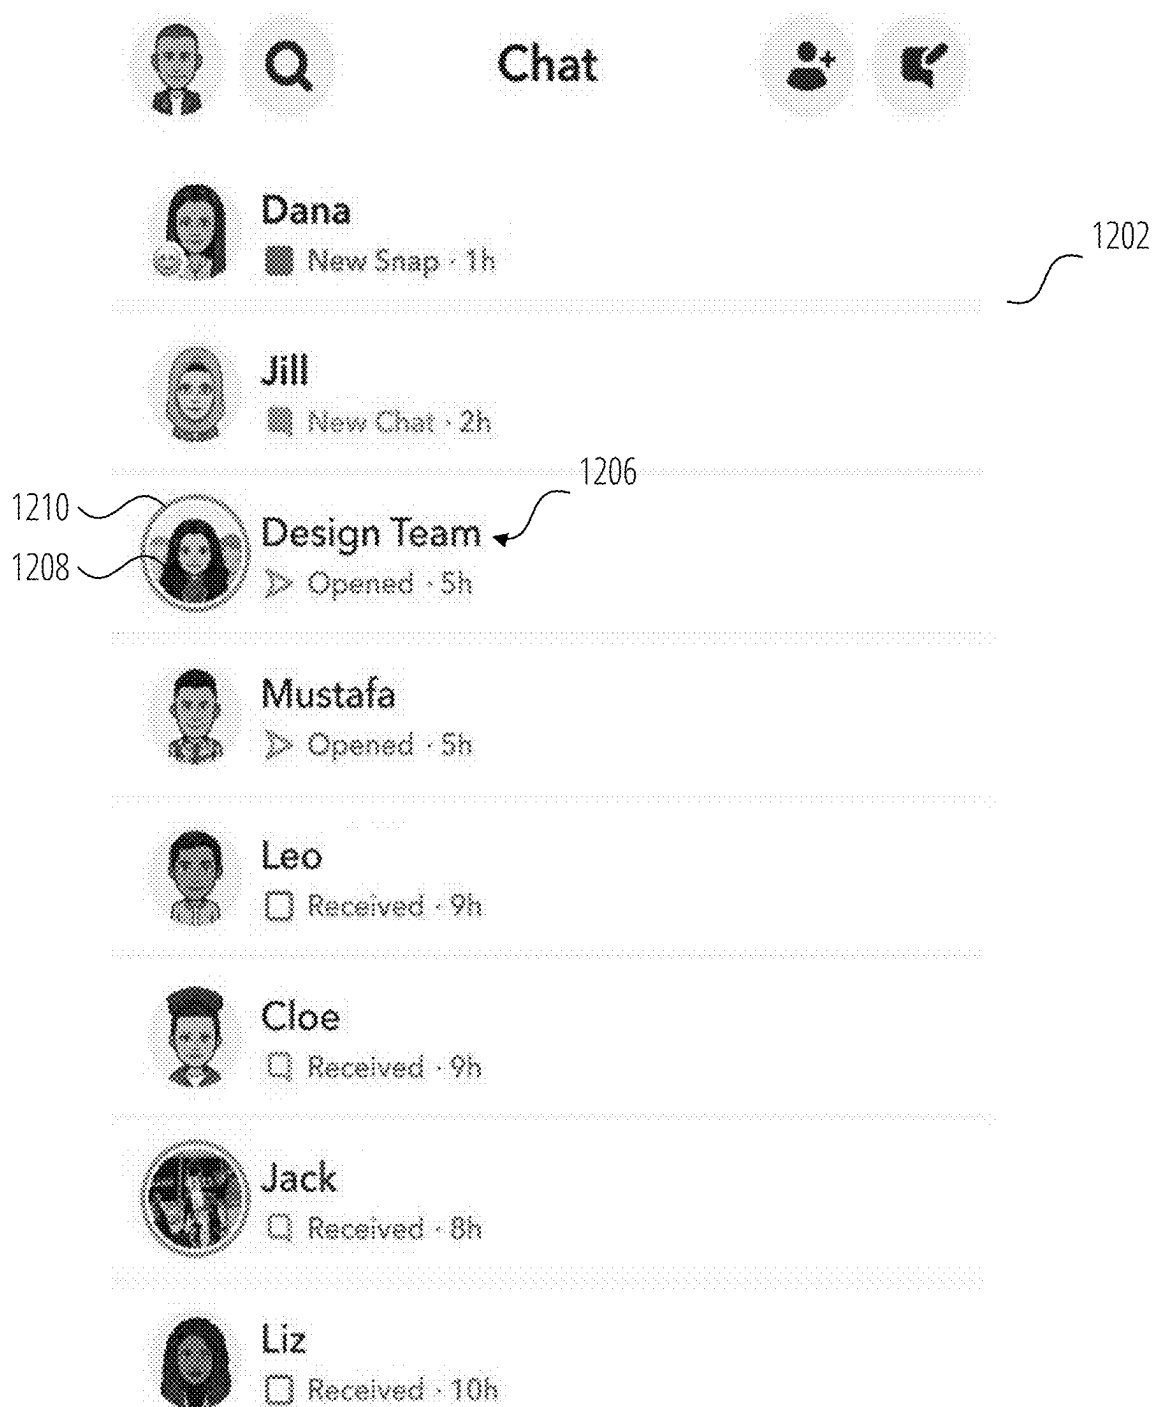 Chat
Dana
New Snap · 1h
1202
Jill
New Chat · 2h
1206
1210
Design Team
1208
Opened · 5h
Mustafa
Opened · 5h
Leo
Received · 9h
Cloe
Received · 9h
Jack
Received · 8h
Liz
Received · 10h